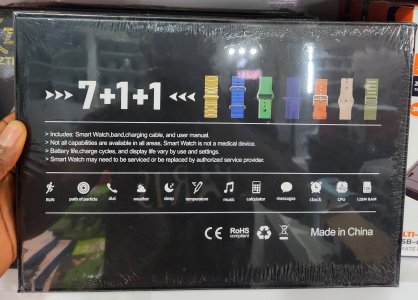 >>> 7+1+1 <<<
> Includes: Smart Watch,band,charging cable, and user manual.
> Not all capabilities are available in all areas, Smart Watch is not a medical device.
> Battery life,charge cycles, and display life vary by use and settings.
> Smart Watch may need to be serviced or be replaced by authorized service provider.
RUN path of particle dust weather sleep temperature music calculator messages clock CPU 128M RAM
CE RoHS compliant Made in China